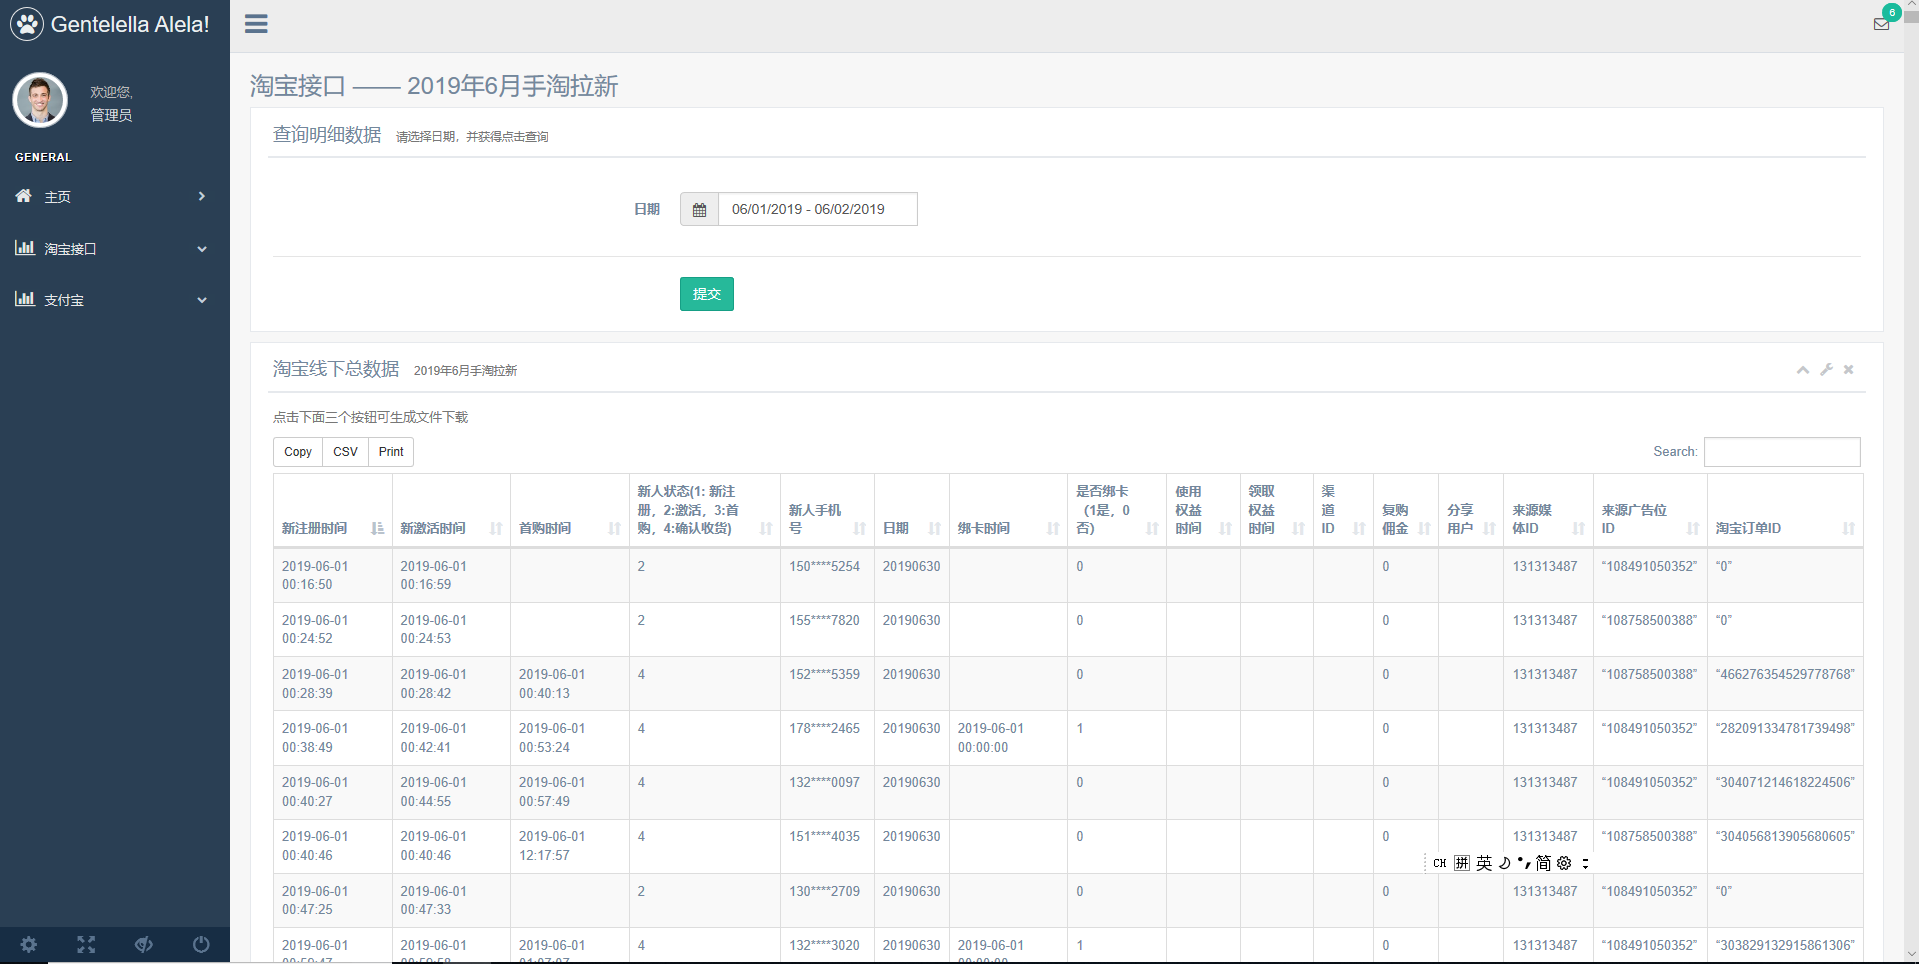 Gentelella Alela!
6
欢迎您,
管理员
GENERAL
主页
淘宝接口
支付宝
淘宝接口 —— 2019年6月手淘拉新
查询明细数据 请选择日期，并获得点击查询
日期 06/01/2019 - 06/02/2019
提交
淘宝线下总数据 2019年6月手淘拉新
点击下面三个按钮可生成文件下载
Copy CSV Print Search:
新注册时间 新激活时间 首购时间 新人状态(1: 新注册，2:激活，3:首购，4:确认收货) 新人手机号 日期 绑卡时间 是否绑卡（1是，0否） 使用权益时间 领取权益时间 渠道ID 复购佣金 分享用户 来源媒体ID 来源广告位ID 淘宝订单ID
2019-06-01 00:16:50 2019-06-01 00:16:59 2 150****5254 20190630 0 0 131313487 “108491050352” “0”
2019-06-01 00:24:52 2019-06-01 00:24:53 2 155****7820 20190630 0 0 131313487 “108758500388” “0”
2019-06-01 00:28:39 2019-06-01 00:28:42 2019-06-01 00:40:13 4 152****5359 20190630 0 0 131313487 “108758500388” “466276354529778768”
2019-06-01 00:38:49 2019-06-01 00:42:41 2019-06-01 00:53:24 4 178****2465 20190630 2019-06-01 00:00:00 1 0 131313487 “108491050352” “282091334781739498”
2019-06-01 00:40:27 2019-06-01 00:44:55 2019-06-01 00:57:49 4 132****0097 20190630 0 0 131313487 “108491050352” “304071214618224506”
2019-06-01 00:40:46 2019-06-01 00:40:46 2019-06-01 12:17:57 4 151****4035 20190630 0 0 131313487 “108758500388” “304056813905680605”
CH 拼 英 简
2019-06-01 00:47:25 2019-06-01 00:47:33 2 130****2709 20190630 0 0 131313487 “108491050352” “0”
2019-06-01 2019-06-01 2019-06-01 4 132****3020 20190630 2019-06-01 1 0 131313487 “108491050352” “303829132915861306”